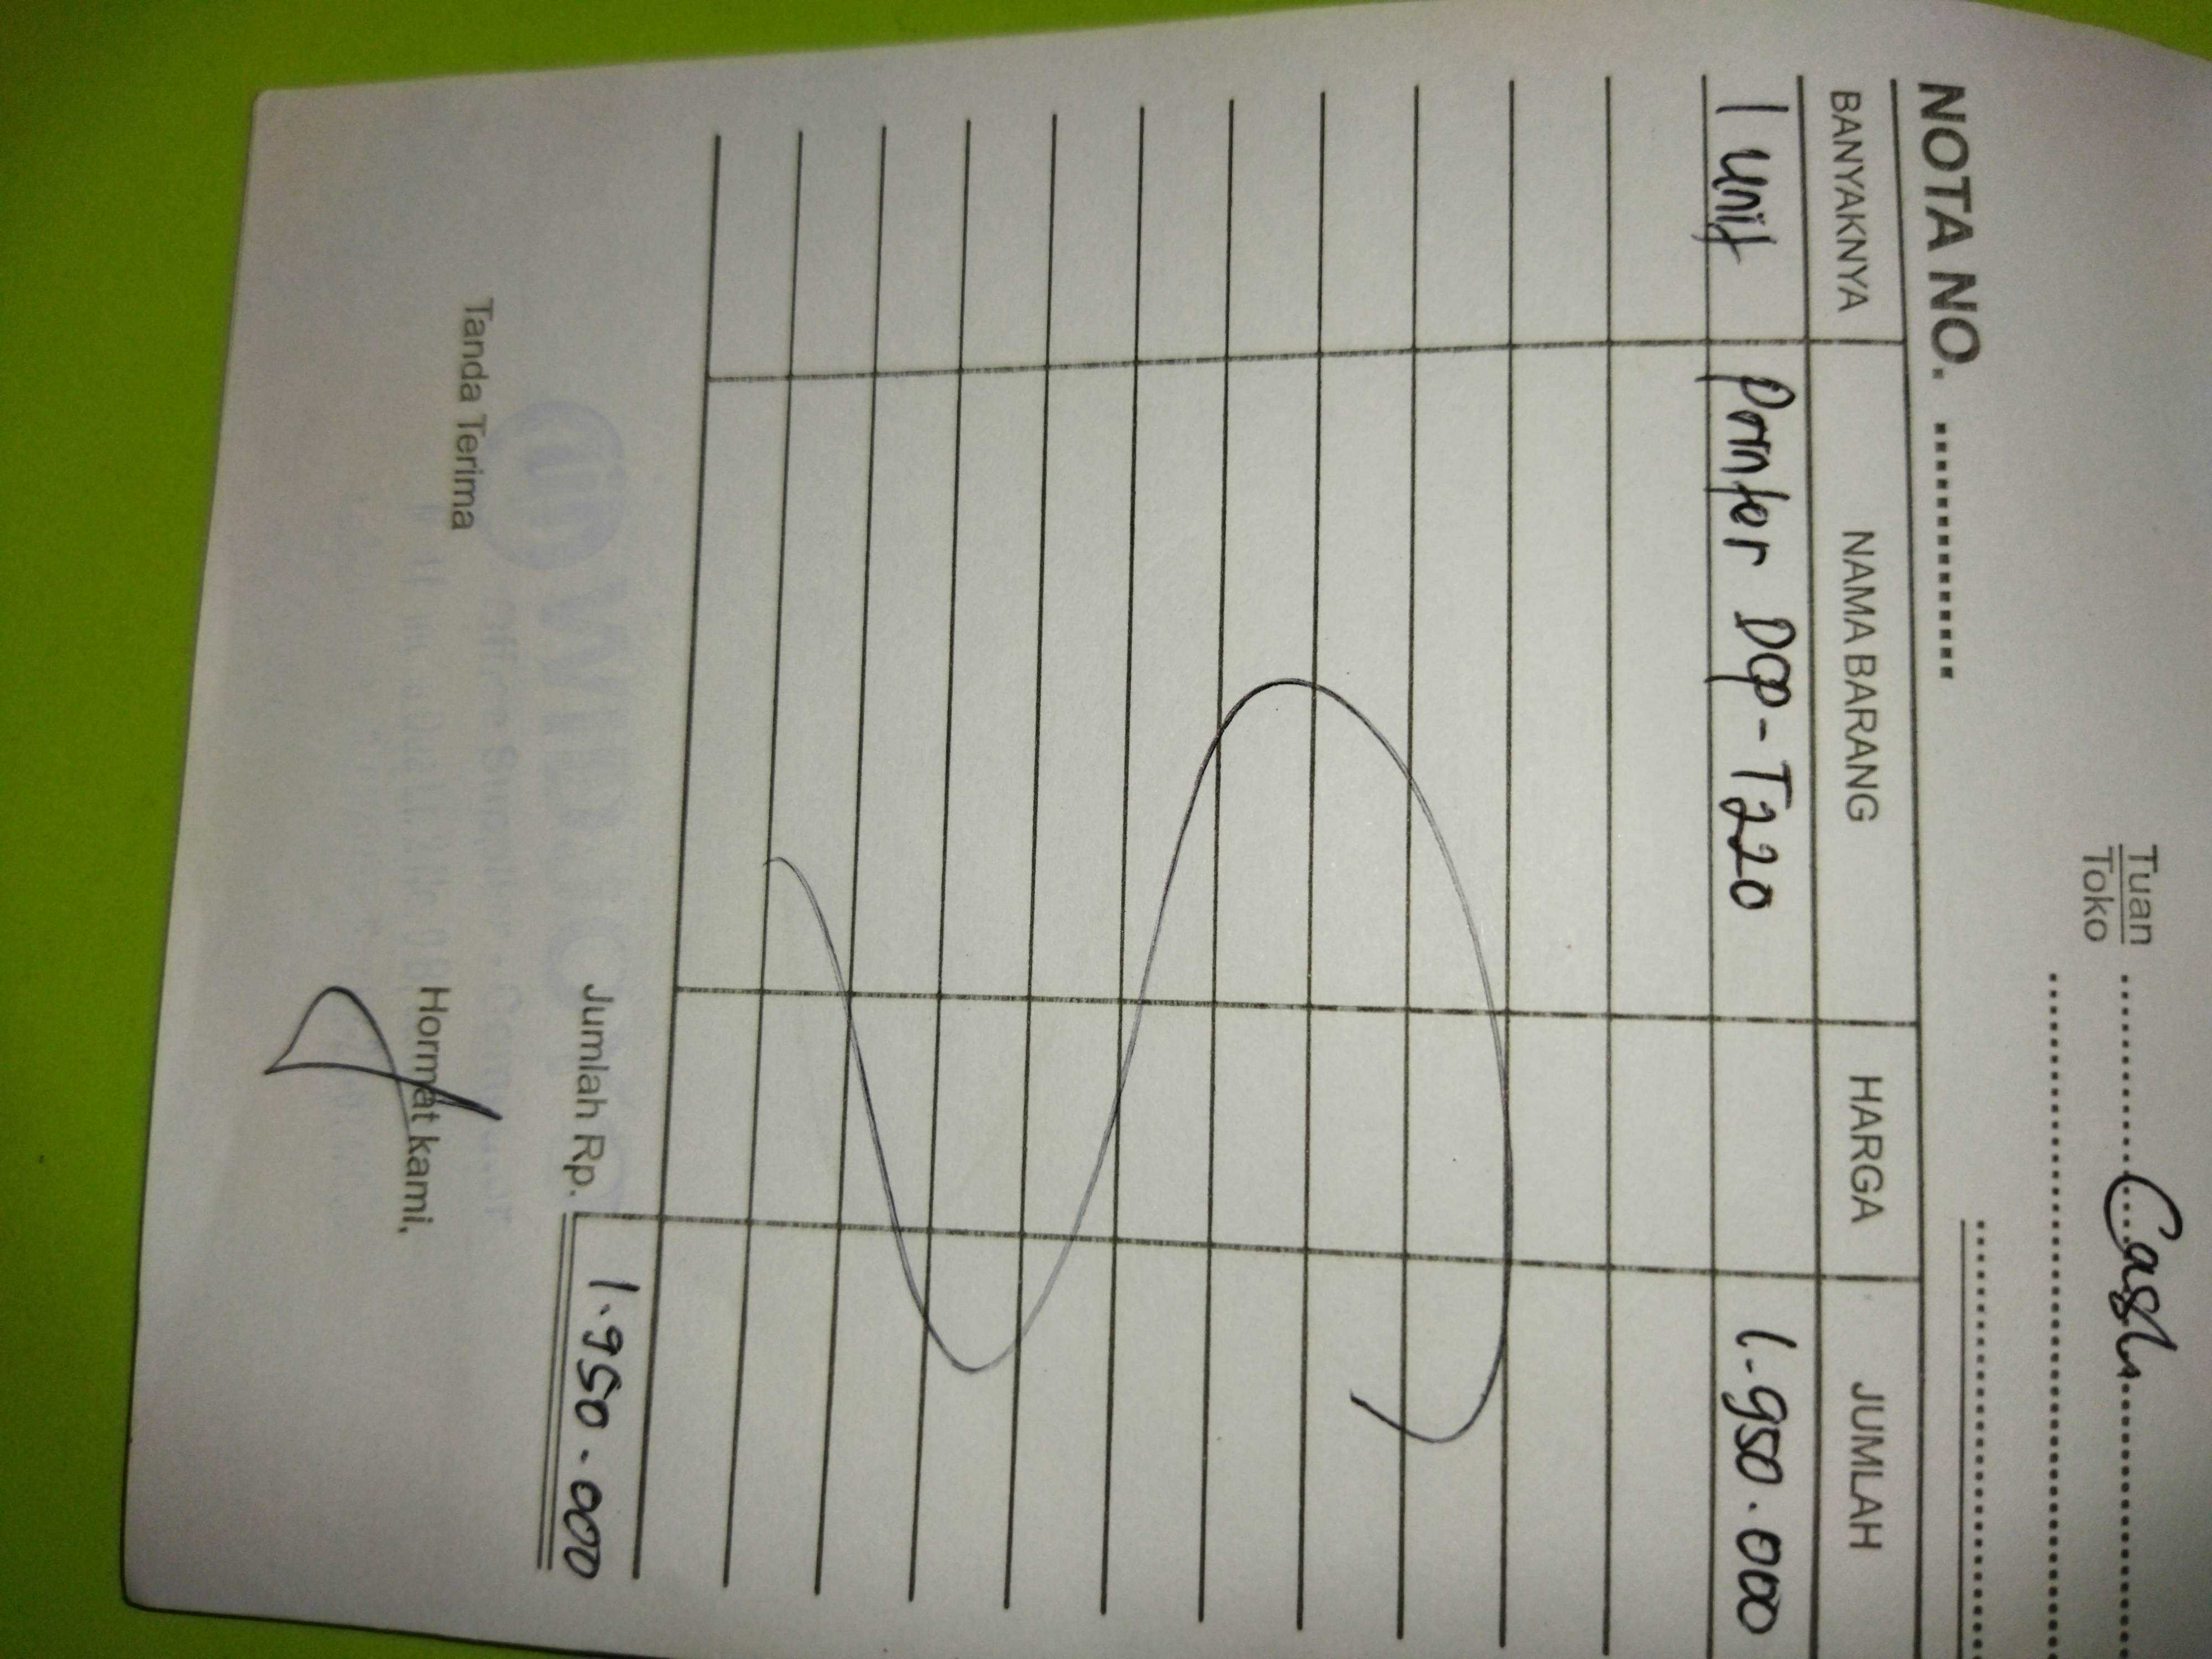 Tuan Cash
Toko
NOTA NO.
BANYAKNYA NAMA BARANG HARGA JUMLAH
1 Unit Printer DCP-T220 1.950.000
Jumlah Rp. 1.950.000
Tanda Terima Hormat kami,